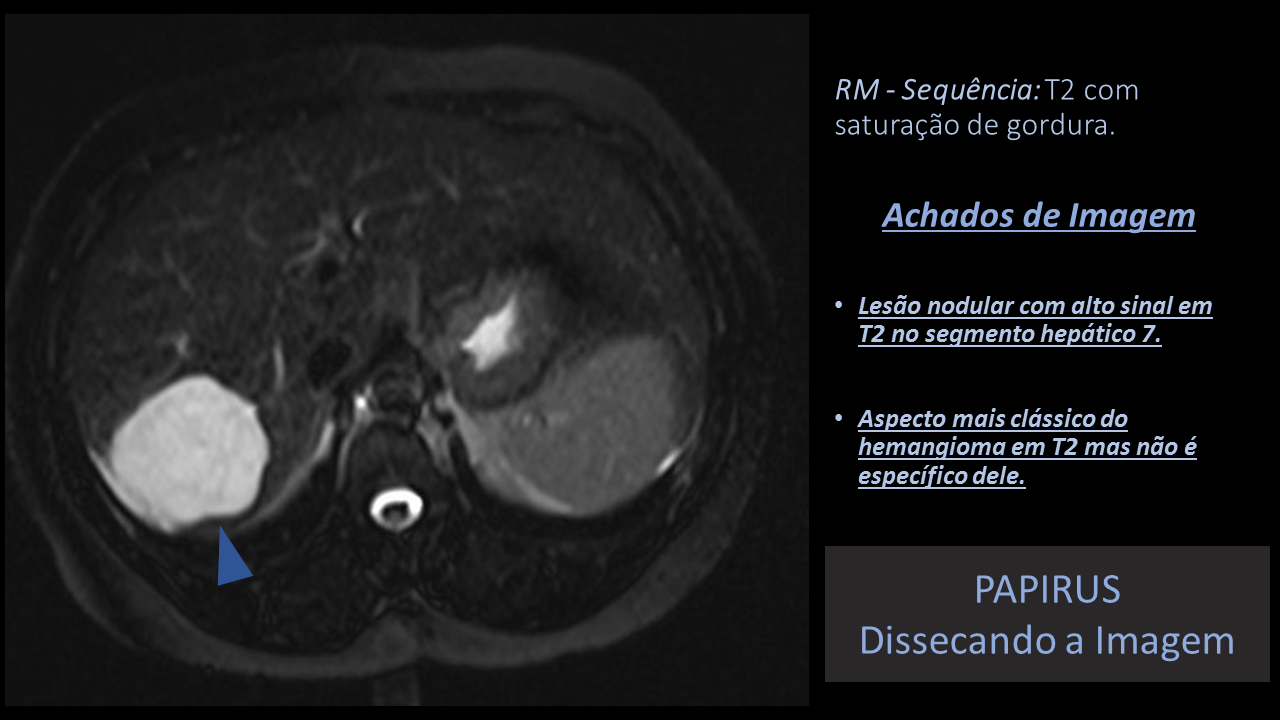 RM - Sequência: T2 com
saturação de gordura.
Achados de Imagem
• Lesão nodular com alto sinal em
T2 no segmento hepático 7.
• Aspecto mais clássico do
hemangioma em T2 mas não é
específico dele.
PAPIRUS
Dissecando a Imagem